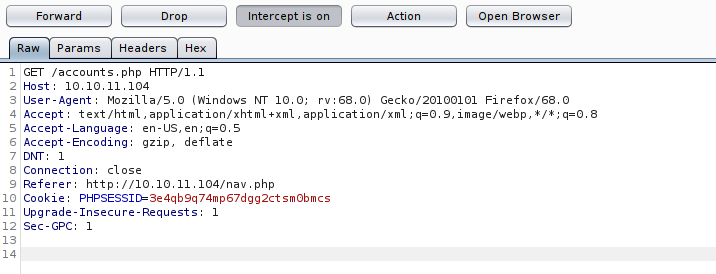 Forward Drop Intercept is on Action Open Browser
Raw Params Headers Hex
1 GET /accounts.php HTTP/1.1
2 Host: 10.10.11.104
3 User-Agent: Mozilla/5.0 (Windows NT 10.0; rv:68.0) Gecko/20100101 Firefox/68.0
4 Accept: text/html,application/xhtml+xml,application/xml;q=0.9,image/webp,*/*;q=0.8
5 Accept-Language: en-US,en;q=0.5
6 Accept-Encoding: gzip, deflate
7 DNT: 1
8 Connection: close
9 Referer: http://10.10.11.104/nav.php
10 Cookie: PHPSESSID=3e4qb9q74mp67dgg2ctsm0bmcs
11 Upgrade-Insecure-Requests: 1
12 Sec-GPC: 1
13
14